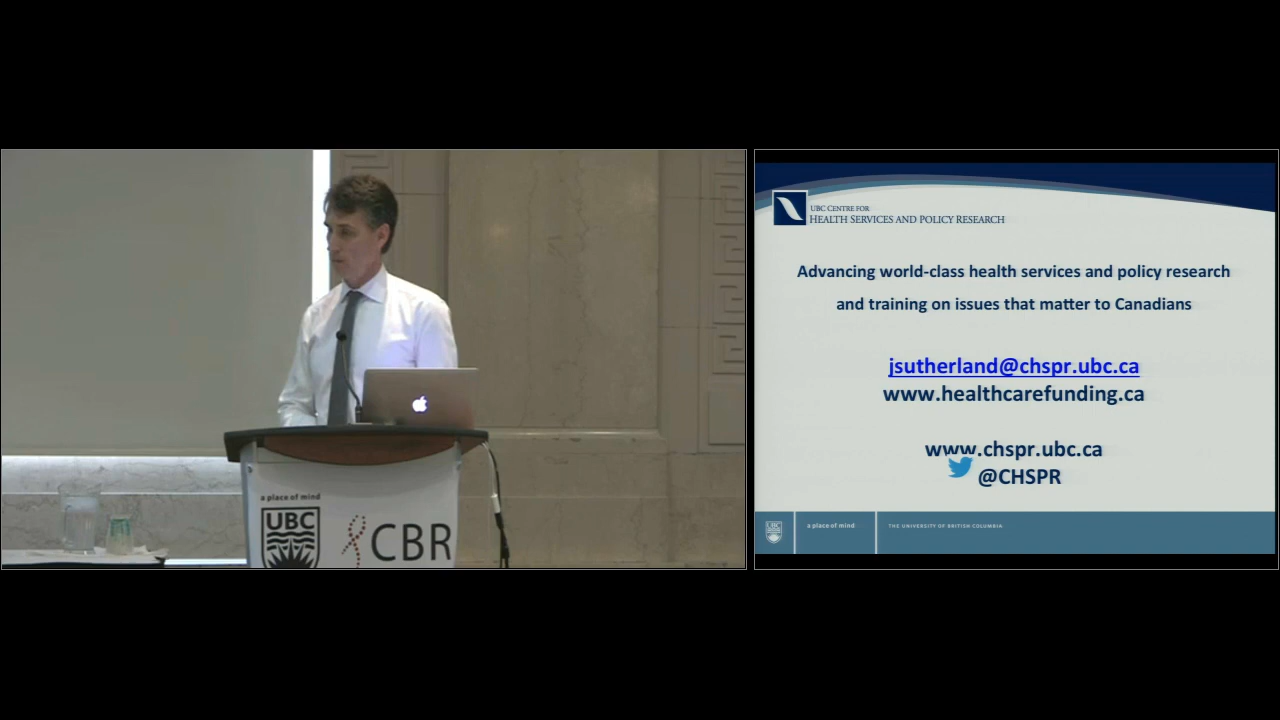 a place of mind
UBC
CBR
UBC CENTRE FOR
HEALTH SERVICES AND POLICY RESEARCH
Advancing world-class health services and policy research
and training on issues that matter to Canadians
jsutherland@chspr.ubc.ca
www.healthcarefunding.ca
www.chspr.ubc.ca
@CHSPR
UBC
a place of mind
THE UNIVERSITY OF BRITISH COLUMBIA